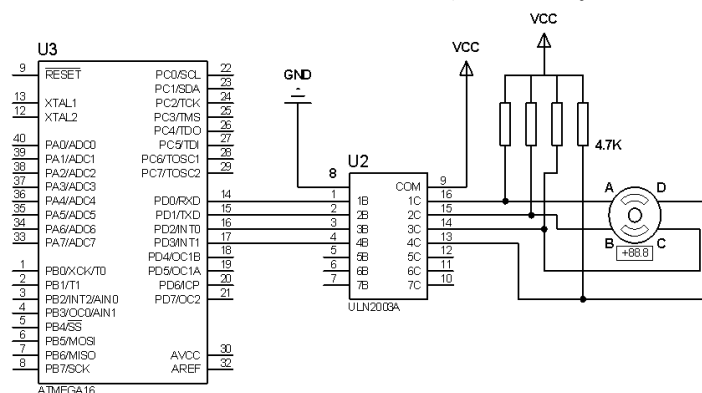 VCC
VCC
GND
4.7K
U3
9 RESET
13 XTAL1
12 XTAL2
40 PA0/ADC0
39 PA1/ADC1
38 PA2/ADC2
37 PA3/ADC3
36 PA4/ADC4
35 PA5/ADC5
34 PA6/ADC6
33 PA7/ADC7
1 PB0/XCK/T0
2 PB1/T1
3 PB2/INT2/AIN0
4 PB3/OC0/AIN1
5 PB4/SS
6 PB5/MOSI
7 PB6/MISO
8 PB7/SCK
PC0/SCL 22
PC1/SDA 23
PC2/TCK 24
PC3/TMS 25
PC4/TDO 26
PC5/TDI 27
PC6/TOSC1 28
PC7/TOSC2 29
PD0/RXD 14
PD1/TXD 15
PD2/INT0 16
PD3/INT1 17
PD4/OC1B 18
PD5/OC1A 19
PD6/ICP 20
PD7/OC2 21
AVCC 30
AREF 32
ATMEGA16
U2
8
1 1B
2 2B
3 3B
4 4B
5 5B
6 6B
7 7B
COM 9
1C 16
2C 15
3C 14
4C 13
5C 12
6C 11
7C 10
ULN2003A
A D
B C
+88.8